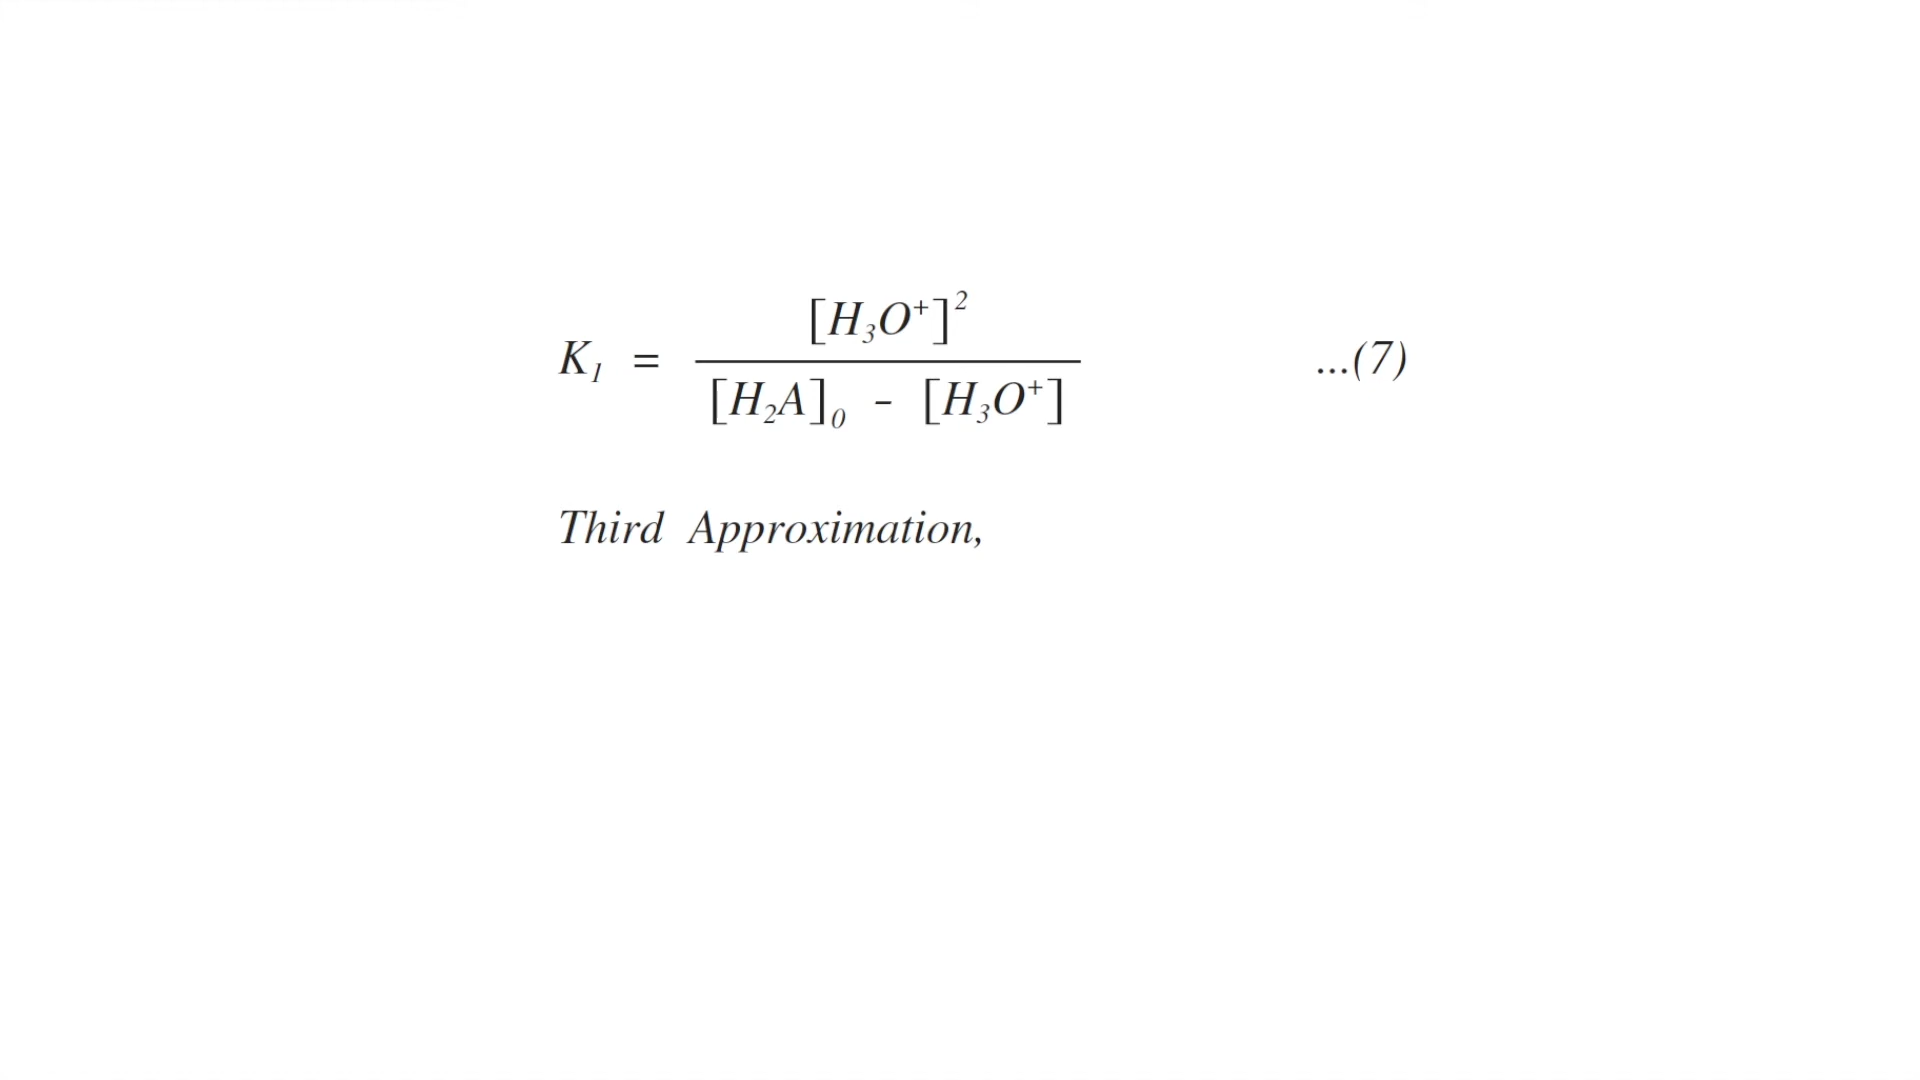 K₁ = [H₃O⁺]² / [H₂A]₀ - [H₃O⁺] ...(7)
Third Approximation,